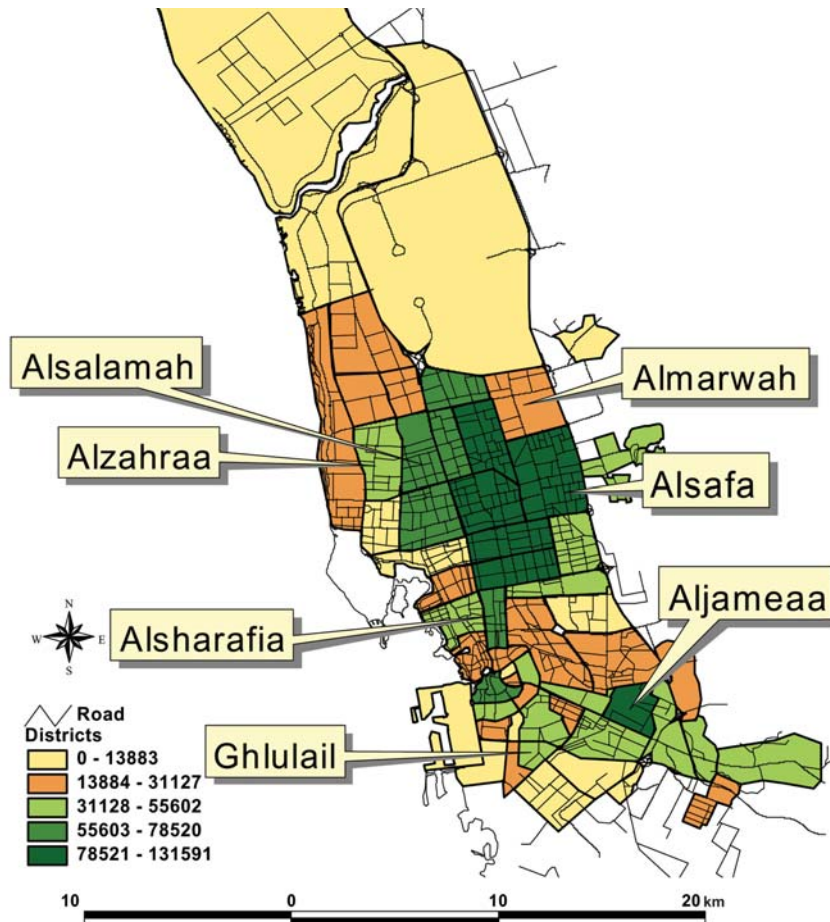 Alsalamah
Almarwah
Alzahraa
Alsafa
Aljameaa
Alsharafia
Ghlulail
N
W E
S
Road
Districts
0 - 13883
13884 - 31127
31128 - 55602
55603 - 78520
78521 - 131591
10 0 10 20 km